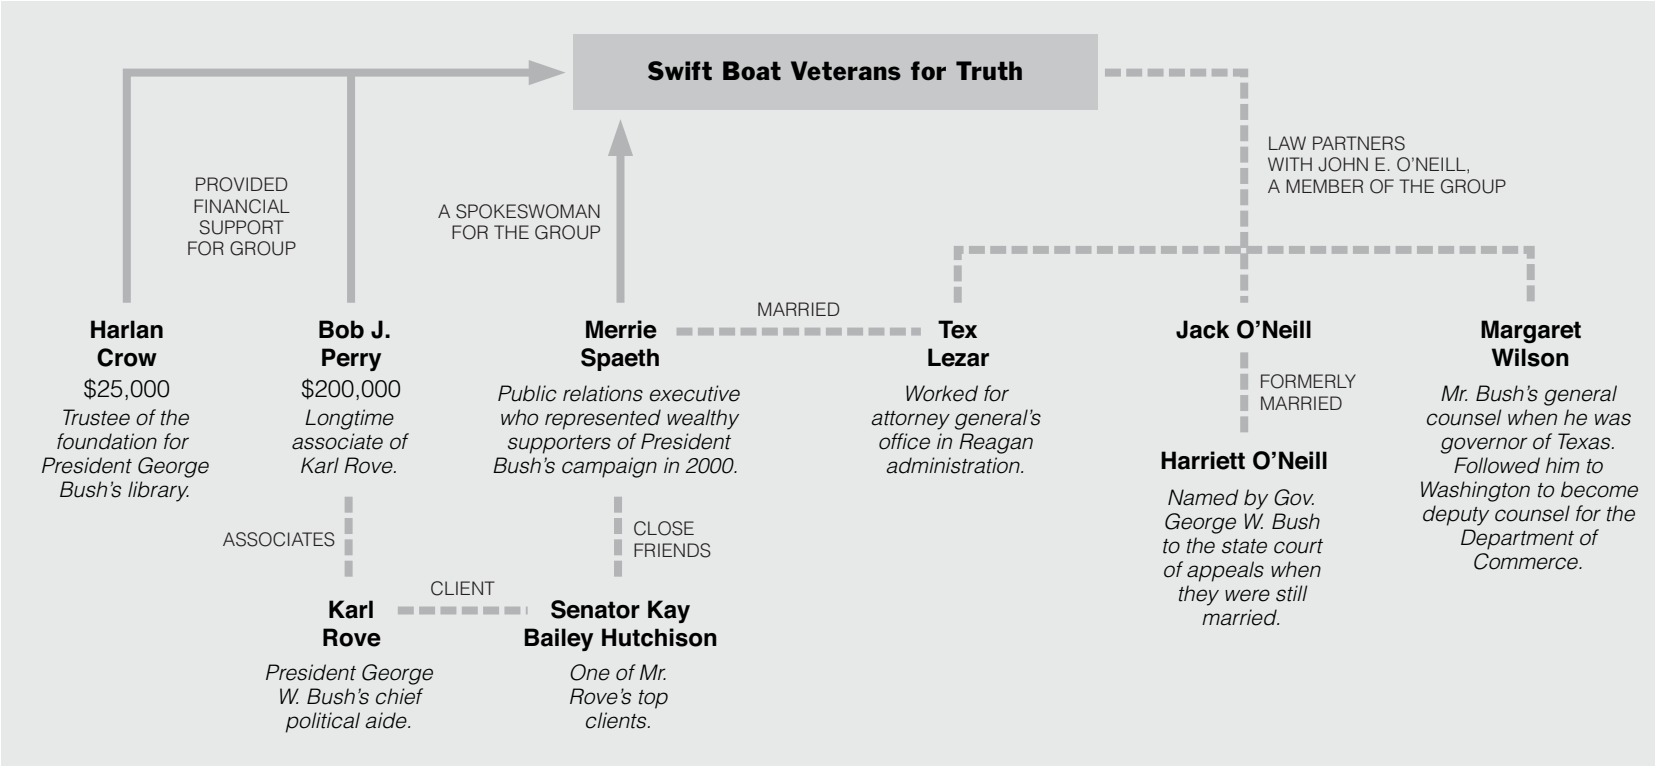 Swift Boat Veterans for Truth
LAW PARTNERS
WITH JOHN E. O’NEILL,
A MEMBER OF THE GROUP
PROVIDED
FINANCIAL
SUPPORT
FOR GROUP
A SPOKESWOMAN
FOR THE GROUP
Harlan
Crow
$25,000
Trustee of the
foundation for
President George
Bush’s library.
Bob J.
Perry
$200,000
Longtime
associate of
Karl Rove.
Merrie
Spaeth
Public relations executive
who represented wealthy
supporters of President
Bush’s campaign in 2000.
MARRIED
Tex
Lezar
Worked for
attorney general’s
office in Reagan
administration.
Jack O’Neill
FORMERLY
MARRIED
Harriett O’Neill
Named by Gov.
George W. Bush
to the state court
of appeals when
they were still
married.
Margaret
Wilson
Mr. Bush’s general
counsel when he was
governor of Texas.
Followed him to
Washington to become
deputy counsel for the
Department of
Commerce.
ASSOCIATES
CLOSE
FRIENDS
Karl
Rove
President George
W. Bush’s chief
political aide.
CLIENT
Senator Kay
Bailey Hutchison
One of Mr.
Rove’s top
clients.